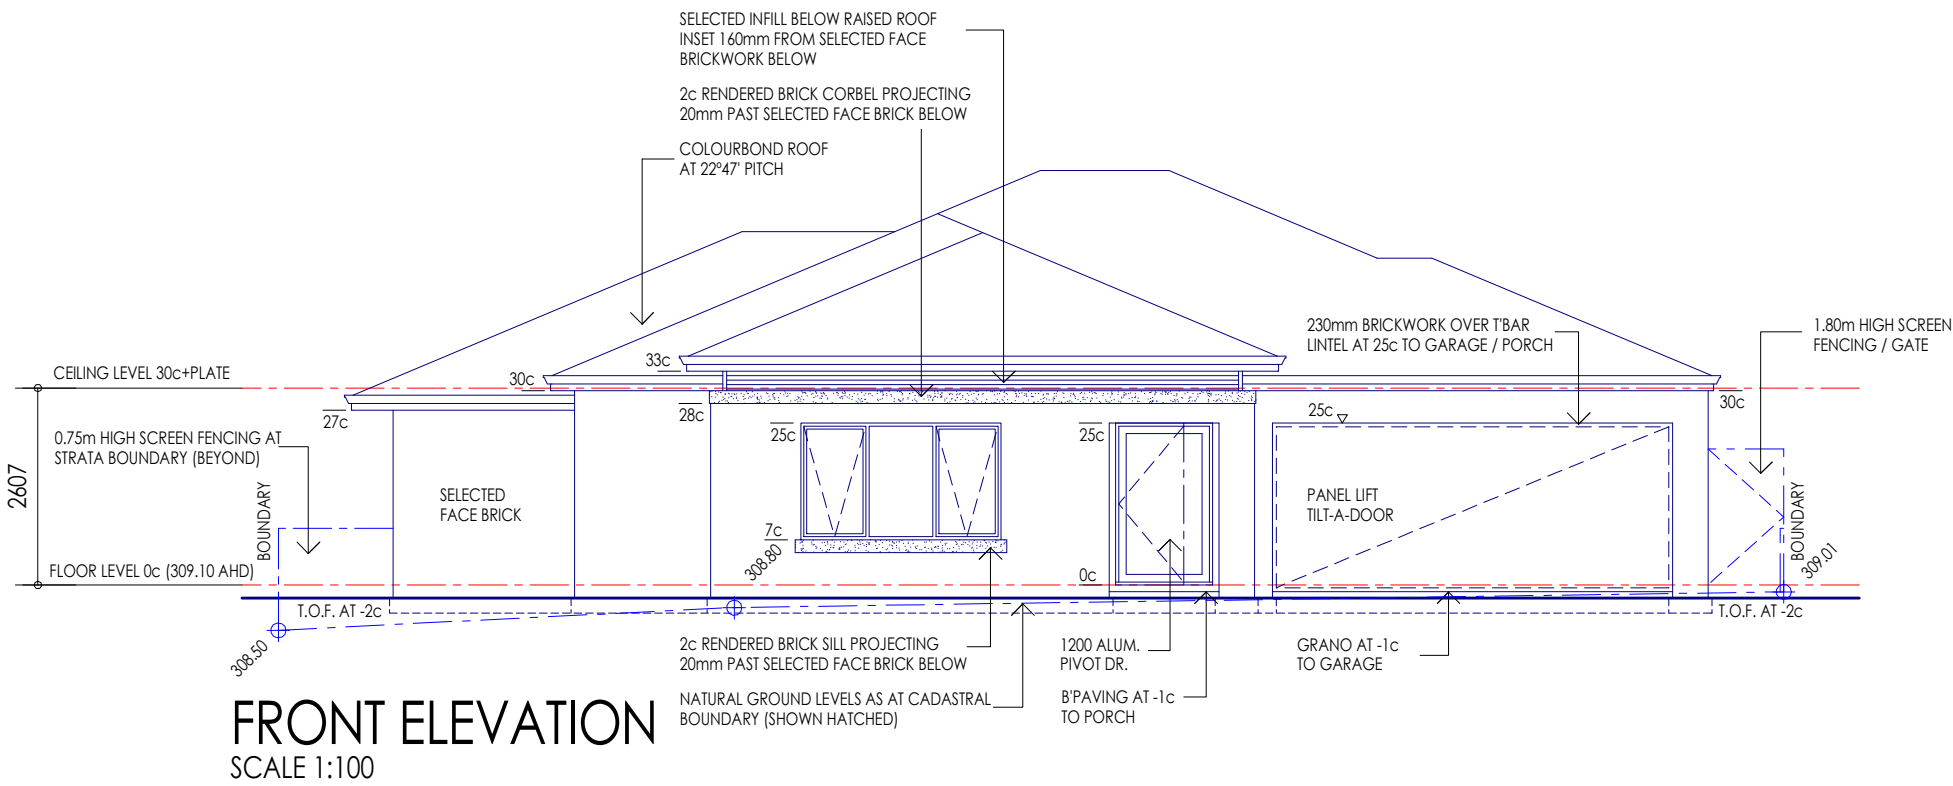 SELECTED INFILL BELOW RAISED ROOF
INSET 160mm FROM SELECTED FACE
BRICKWORK BELOW
2c RENDERED BRICK CORBEL PROJECTING
20mm PAST SELECTED FACE BRICK BELOW
COLOURBOND ROOF
AT 22°47' PITCH
230mm BRICKWORK OVER T'BAR
LINTEL AT 25c TO GARAGE / PORCH
1.80m HIGH SCREEN
FENCING / GATE
CEILING LEVEL 30c+PLATE
33c
30c
27c
28c
25c
25c
25c
30c
0.75m HIGH SCREEN FENCING AT
STRATA BOUNDARY (BEYOND)
2607
BOUNDARY
SELECTED
FACE BRICK
PANEL LIFT
TILT-A-DOOR
BOUNDARY
7c
308.80
0c
309.01
FLOOR LEVEL 0c (309.10 AHD)
T.O.F. AT -2c
T.O.F. AT -2c
308.50
2c RENDERED BRICK SILL PROJECTING
20mm PAST SELECTED FACE BRICK BELOW
NATURAL GROUND LEVELS AS AT CADASTRAL
BOUNDARY (SHOWN HATCHED)
1200 ALUM.
PIVOT DR.
B'PAVING AT -1c
TO PORCH
GRANO AT -1c
TO GARAGE
FRONT ELEVATION
SCALE 1:100